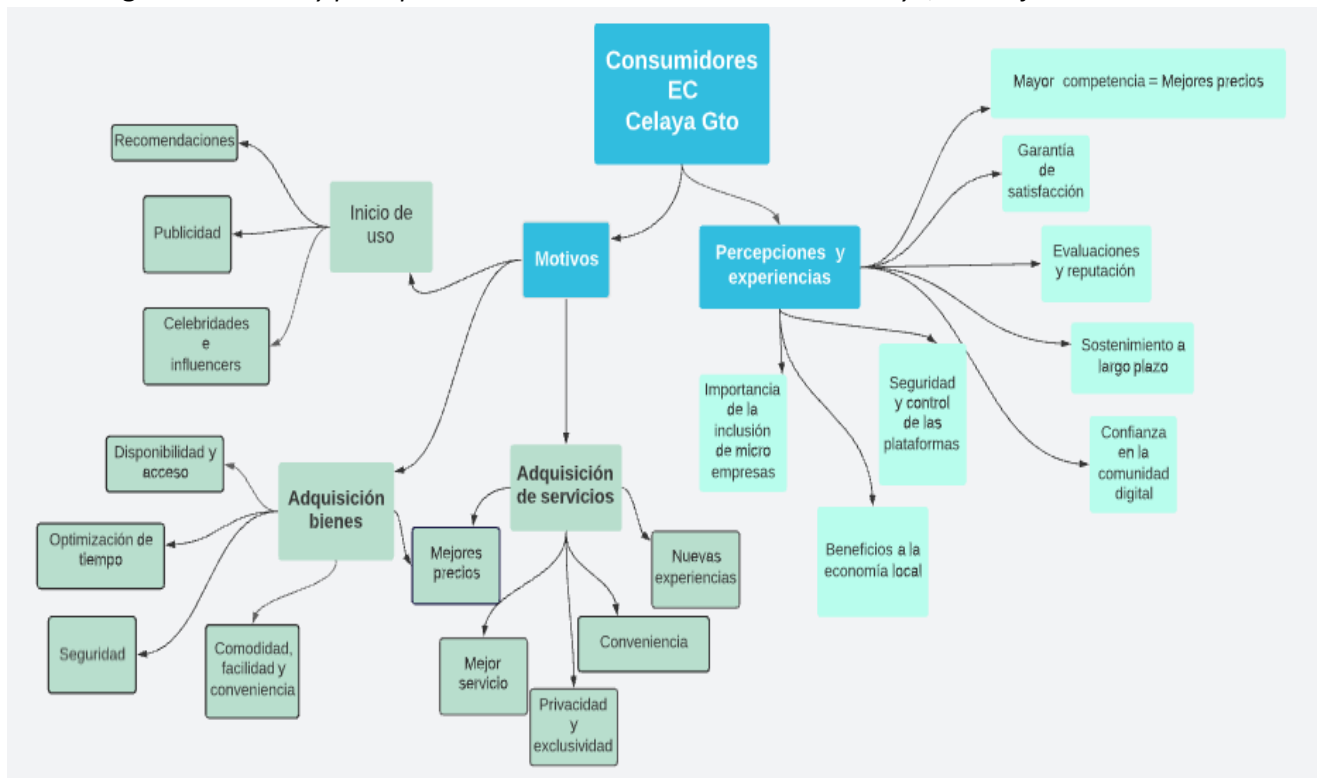 Consumidores
EC
Celaya Gto
Mayor competencia = Mejores precios
Recomendaciones
Garantía
de
satisfacción
Inicio de
uso
Publicidad
Motivos
Percepciones y
experiencias
Evaluaciones
y reputación
Celebridades
e
influencers
Sostenimiento a
largo plazo
Importancia
de la
inclusión
de micro
empresas
Seguridad
y control
de las
plataformas
Confianza
en la
comunidad
digital
Disponibilidad y
acceso
Adquisición
bienes
Adquisición
de servicios
Optimización de
tiempo
Mejores
precios
Nuevas
experiencias
Beneficios a la
economía local
Seguridad
Comodidad,
facilidad y
conveniencia
Mejor
servicio
Conveniencia
Privacidad
y
exclusividad